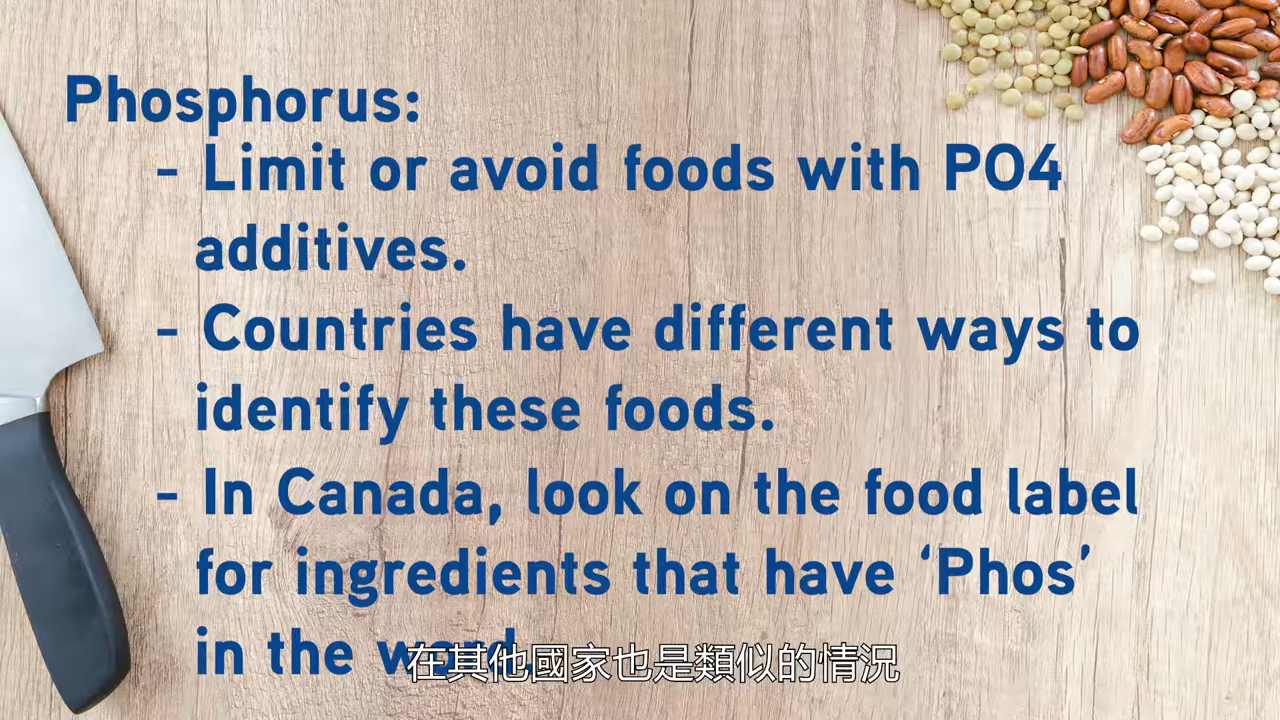 Phosphorus:
- Limit or avoid foods with PO4
additives.
- Countries have different ways to
identify these foods.
- In Canada, look on the food label
for ingredients that have ‘Phos’
in the word.
在其他國家也是類似的情況